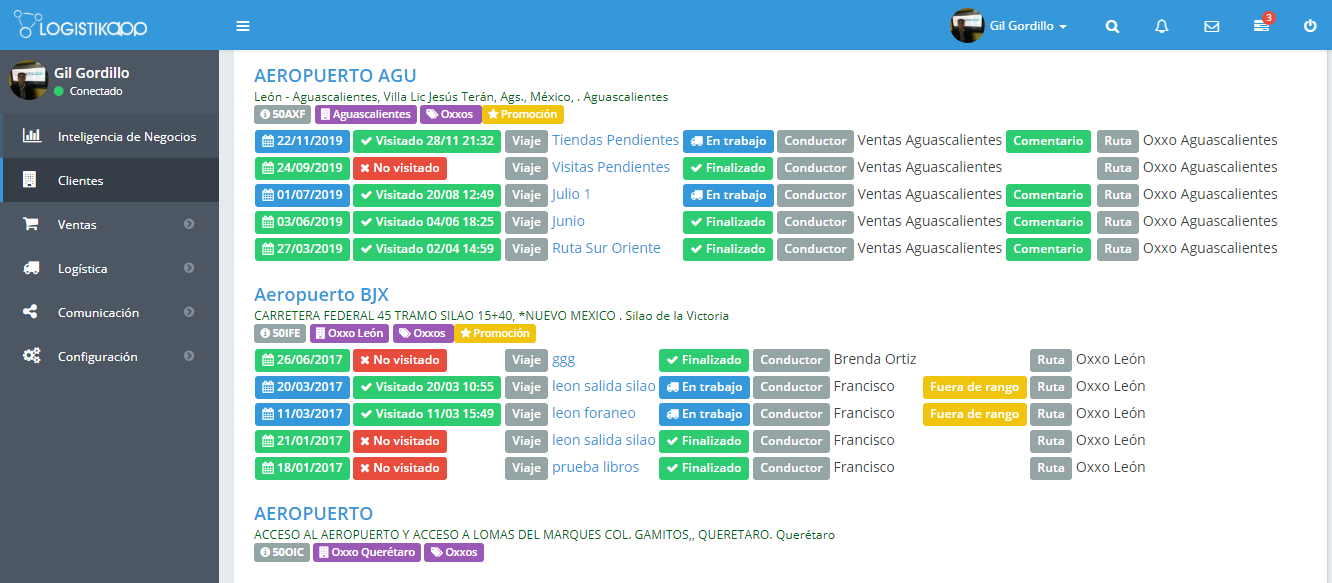 LOGISTIKAPP
Gil Gordillo
3
Gil Gordillo
Conectado
Inteligencia de Negocios
Clientes
Ventas
Logística
Comunicación
Configuración
AEROPUERTO AGU
León - Aguascalientes, Villa Lic Jesús Terán, Ags., México, . Aguascalientes
50AXF Aguascalientes Oxxos Promoción
22/11/2019 Visitado 28/11 21:32 Viaje Tiendas Pendientes En trabajo Conductor Ventas Aguascalientes Comentario Ruta Oxxo Aguascalientes
24/09/2019 No visitado Viaje Visitas Pendientes Finalizado Conductor Ventas Aguascalientes Ruta Oxxo Aguascalientes
01/07/2019 Visitado 20/08 12:49 Viaje Julio 1 En trabajo Conductor Ventas Aguascalientes Comentario Ruta Oxxo Aguascalientes
03/06/2019 Visitado 04/06 18:25 Viaje Junio Finalizado Conductor Ventas Aguascalientes Comentario Ruta Oxxo Aguascalientes
27/03/2019 Visitado 02/04 14:59 Viaje Ruta Sur Oriente Finalizado Conductor Ventas Aguascalientes Comentario Ruta Oxxo Aguascalientes
Aeropuerto BJX
CARRETERA FEDERAL 45 TRAMO SILAO 15+40, *NUEVO MEXICO . Silao de la Victoria
50IFE Oxxo León Oxxos Promoción
26/06/2017 No visitado Viaje ggg Finalizado Conductor Brenda Ortiz Ruta Oxxo León
20/03/2017 Visitado 20/03 10:55 Viaje leon salida silao En trabajo Conductor Francisco Fuera de rango Ruta Oxxo León
11/03/2017 Visitado 11/03 15:49 Viaje leon foraneo En trabajo Conductor Francisco Fuera de rango Ruta Oxxo León
21/01/2017 No visitado Viaje leon salida silao Finalizado Conductor Francisco Ruta Oxxo León
18/01/2017 No visitado Viaje prueba libros Finalizado Conductor Francisco Ruta Oxxo León
AEROPUERTO
ACCESO AL AEROPUERTO Y ACCESO A LOMAS DEL MARQUES COL. GAMITOS,, QUERETARO. Querétaro
50OIC Oxxo Querétaro Oxxos